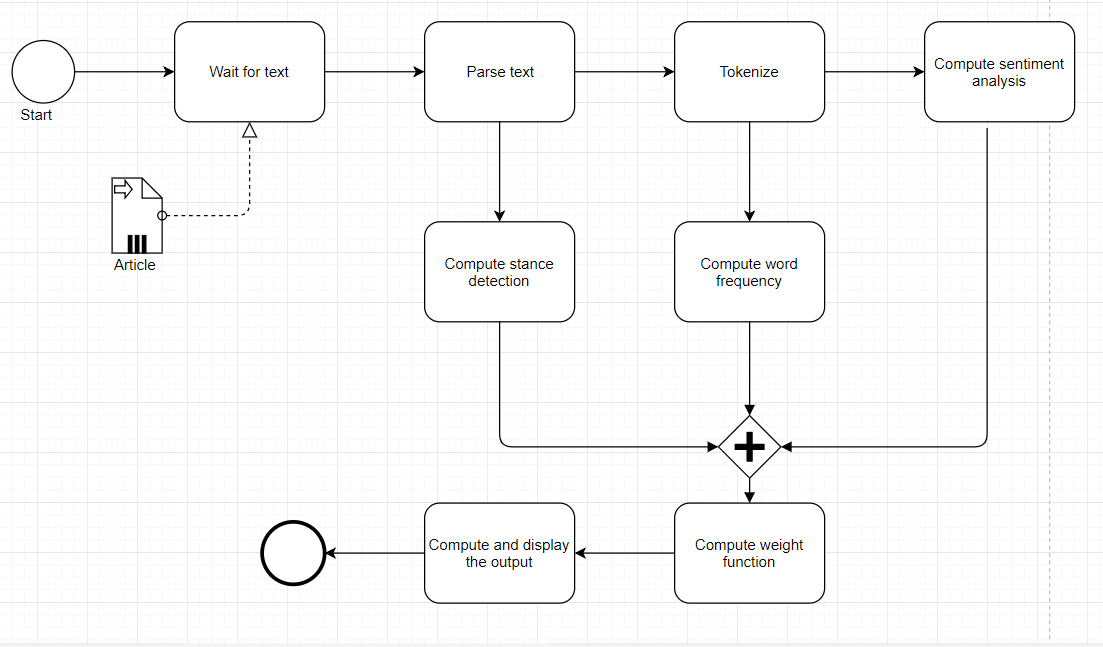 Start
Wait for text
Parse text
Tokenize
Compute sentiment
analysis
Article
Compute stance
detection
Compute word
frequency
Compute and display
the output
Compute weight
function